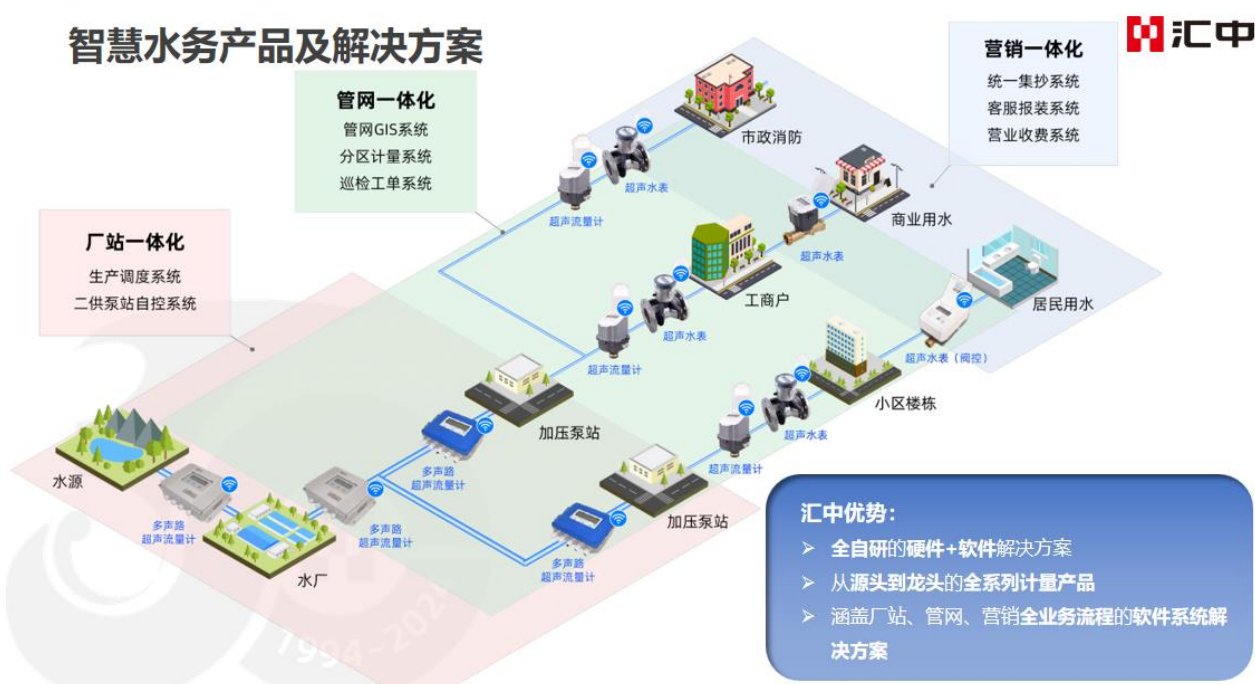 智慧水务产品及解决方案
汇中
营销一体化
统一集抄系统
客服报装系统
营业收费系统
管网一体化
管网GIS系统
分区计量系统
巡检工单系统
厂站一体化
生产调度系统
二供泵站自控系统
市政消防
超声水表
超声流量计
商业用水
超声水表
工商户
超声水表
超声流量计
居民用水
超声水表（阀控）
小区楼栋
超声水表
超声流量计
加压泵站
多声路
超声流量计
加压泵站
多声路
超声流量计
水源
多声路
超声流量计
水厂
多声路
超声流量计
汇中优势：
➢ 全自研的硬件+软件解决方案
➢ 从源头到龙头的全系列计量产品
➢ 涵盖厂站、管网、营销全业务流程的软件系统解
决方案